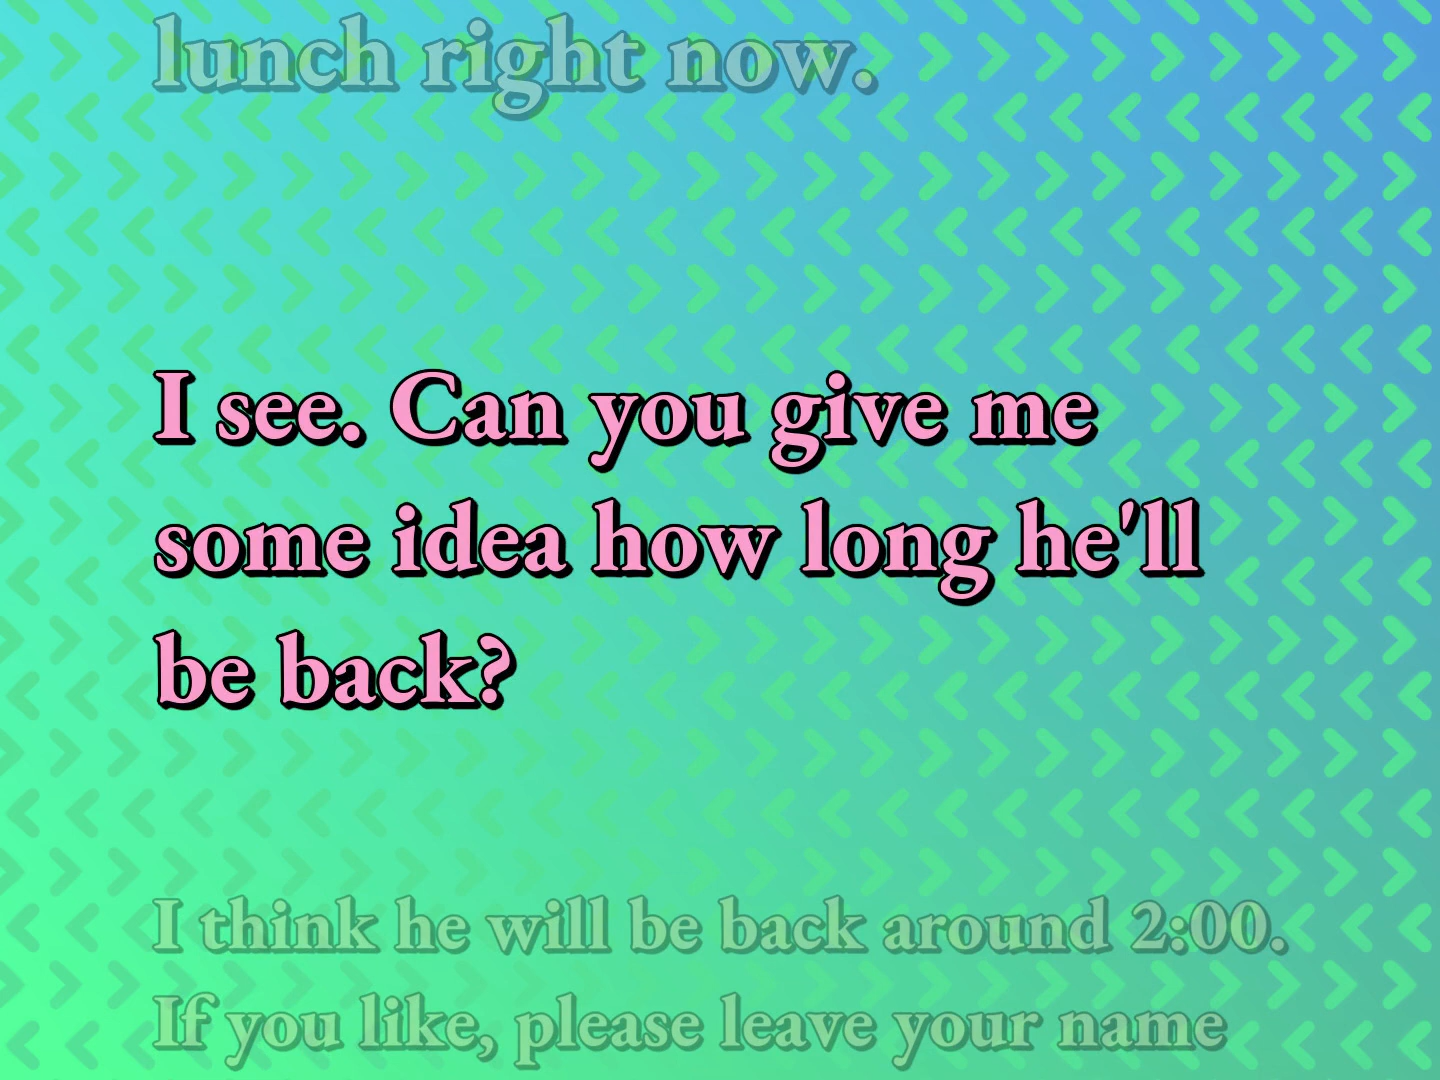 lunch right now.
I see. Can you give me
some idea how long he'll
be back?
I think he will be back around 2:00.
If you like, please leave your name